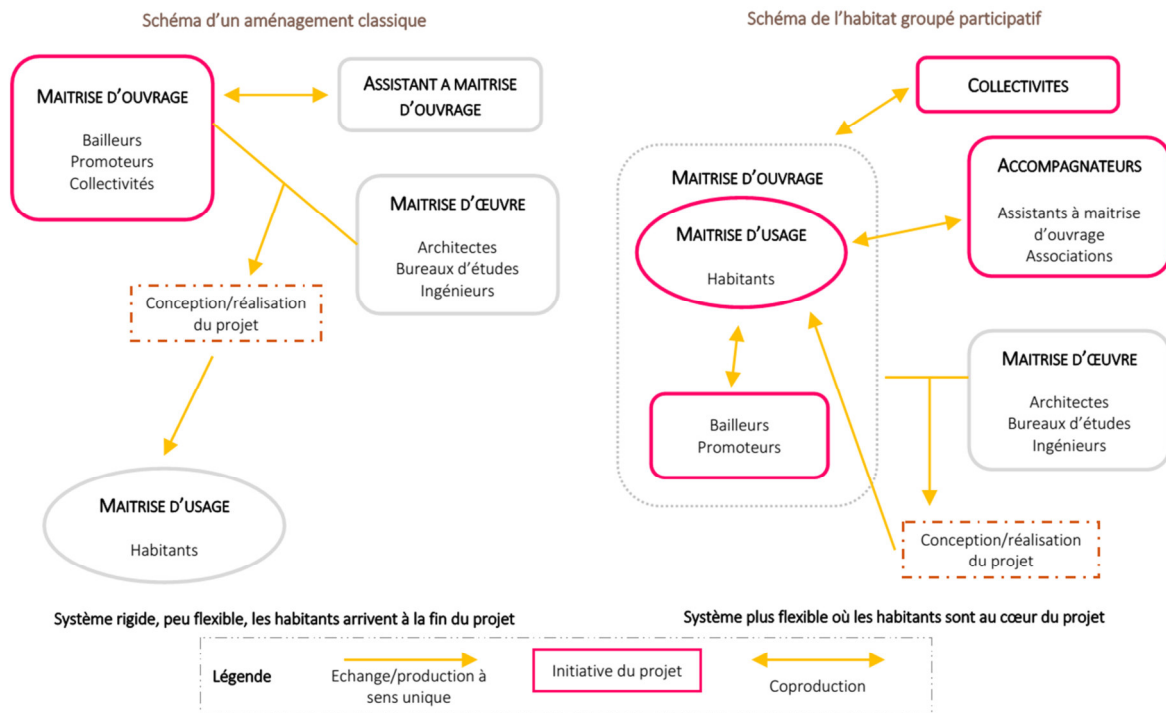 Schéma d'un aménagement classique
MAITRISE D'OUVRAGE
Bailleurs
Promoteurs
Collectivités
ASSISTANT A MAITRISE
D'OUVRAGE
MAITRISE D'ŒUVRE
Architectes
Bureaux d'études
Ingénieurs
Conception/réalisation
du projet
MAITRISE D'USAGE
Habitants
Système rigide, peu flexible, les habitants arrivent à la fin du projet
Schéma de l'habitat groupé participatif
COLLECTIVITES
MAITRISE D'OUVRAGE
MAITRISE D'USAGE
Habitants
Bailleurs
Promoteurs
ACCOMPAGNATEURS
Assistants à maitrise
d'ouvrage
Associations
MAITRISE D'ŒUVRE
Architectes
Bureaux d'études
Ingénieurs
Conception/réalisation
du projet
Système plus flexible où les habitants sont au cœur du projet
Légende
Echange/production à
sens unique
Initiative du projet
Coproduction